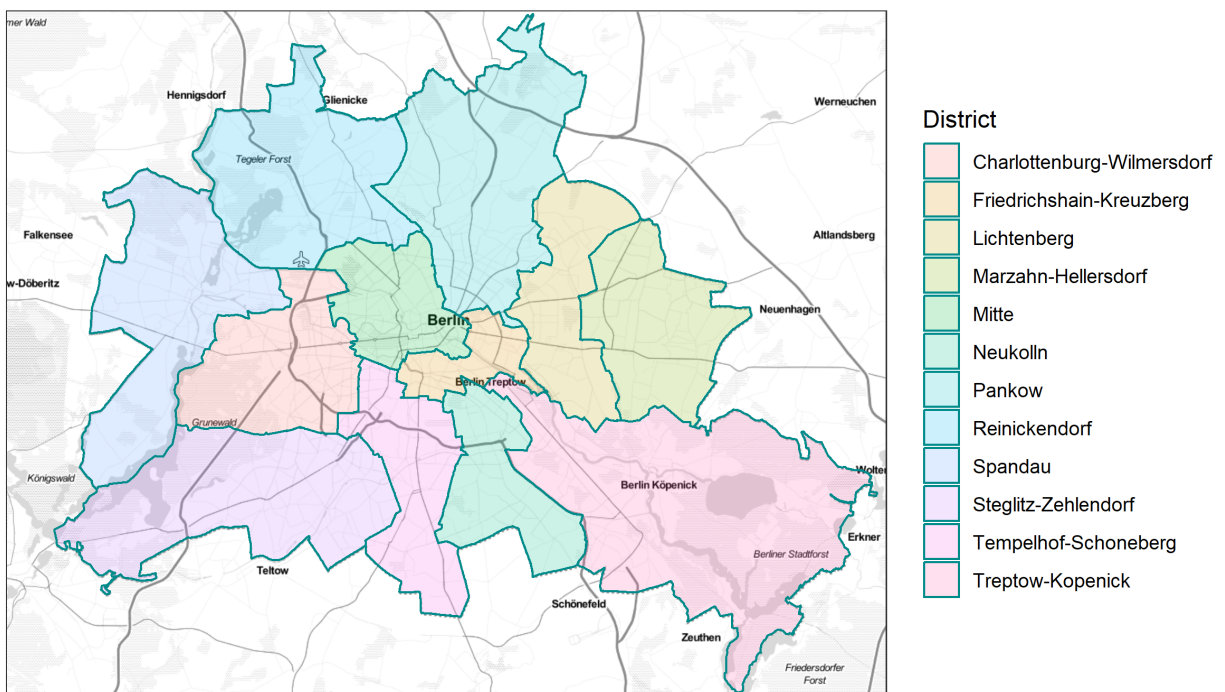 mer Wald
Hennigsdorf
Glienicke
Werneuchen
Tegeler Forst
Falkensee
Altlandsberg
w-Döberitz
Neuenhagen
Berlin
Berlin Treptow
Grunewald
Königswald
Berlin Köpenick
Wolter
Erkner
Berliner Stadtforst
Teltow
Schönefeld
Zeuthen
Friedersdorfer
Forst
District
Charlottenburg-Wilmersdorf
Friedrichshain-Kreuzberg
Lichtenberg
Marzahn-Hellersdorf
Mitte
Neukolln
Pankow
Reinickendorf
Spandau
Steglitz-Zehlendorf
Tempelhof-Schoneberg
Treptow-Kopenick